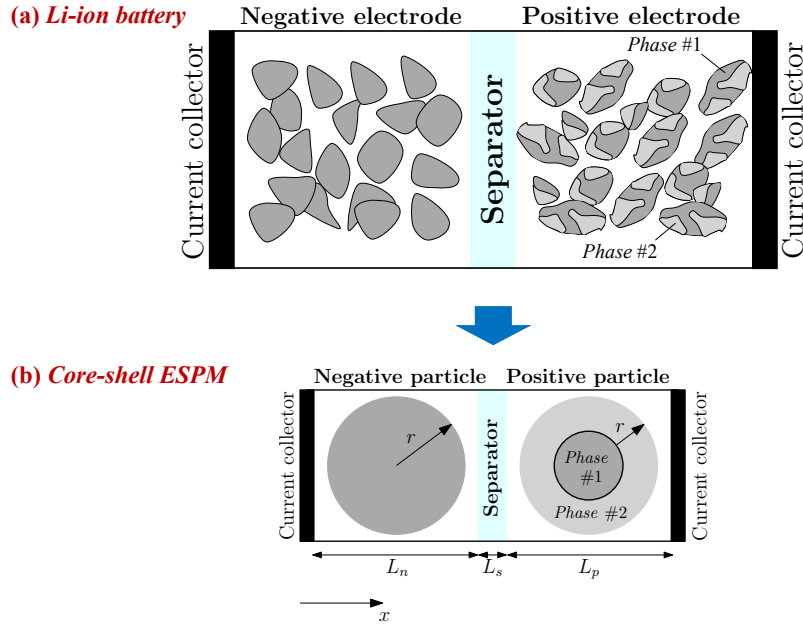 (a) Li-ion battery
Negative electrode
Positive electrode
Current collector
Separator
Phase #1
Phase #2
Current collector
(b) Core-shell ESPM
Negative particle
Positive particle
Current collector
r
Separator
r
Phase
#1
Phase #2
Current collector
L_n
L_s
L_p
x